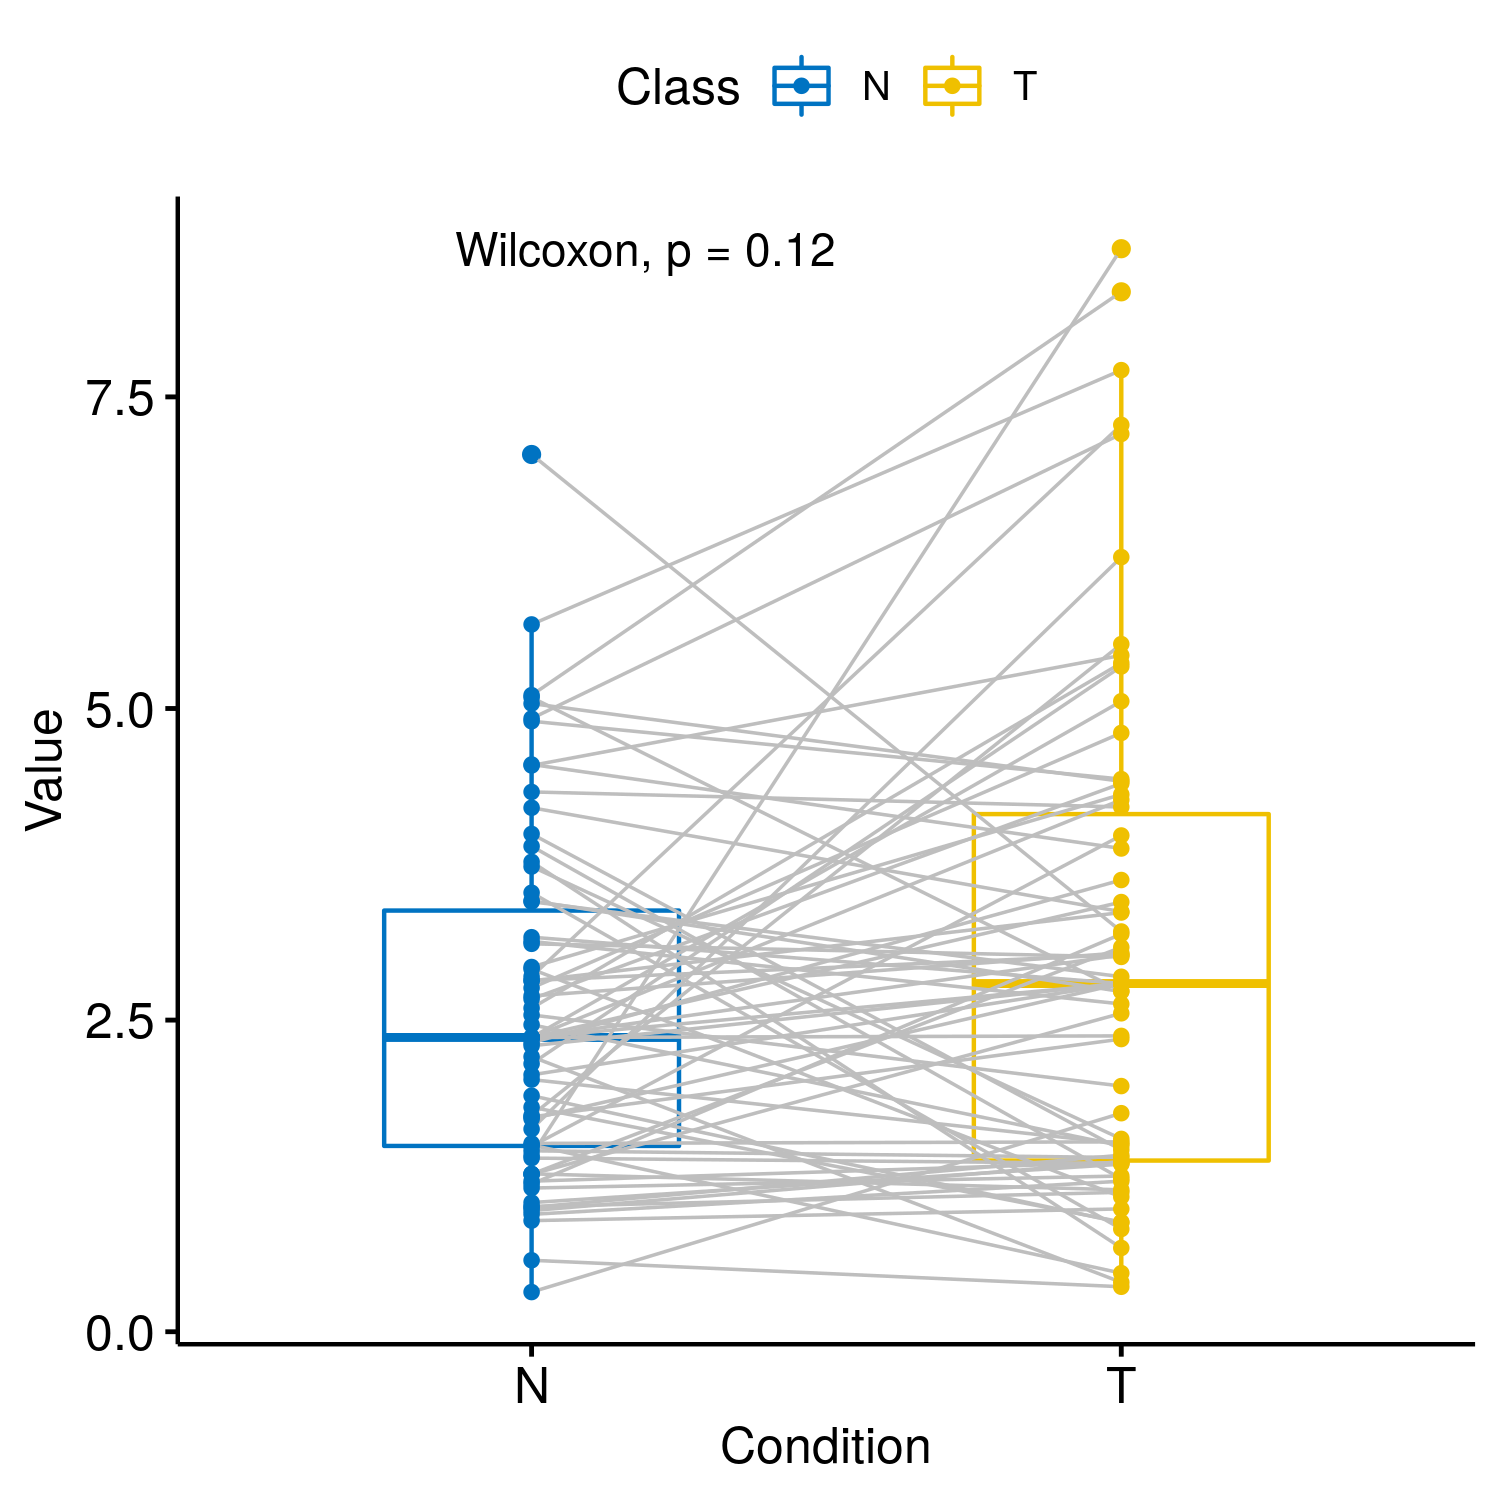 Class N T
Wilcoxon, p = 0.12
7.5
5.0
2.5
0.0
Value
N T
Condition